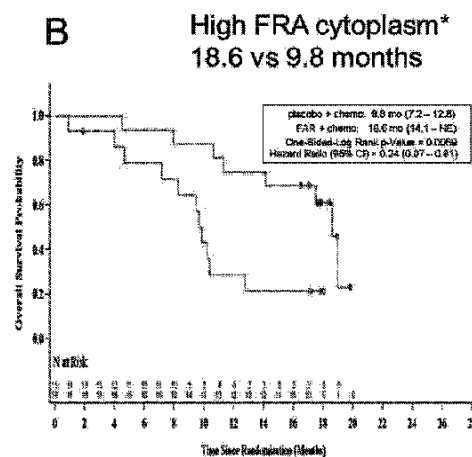 B
High FRA cytoplasm*
18.6 vs 9.8 months
placebo + chemo: 9.8 mo (7.2 – 12.8)
FAR + chemo: 18.6 mo (14.1 – NE)
One-Sided-Log Rank p-Value = 0.0059
Hazard Ratio (95% CI) = 0.24 (0.07 – 0.81)
Overall Survival Probability
1.0
0.8
0.6
0.4
0.2
0.0
N at Risk
0 2 4 6 8 10 12 14 16 18 20 22 24 26 2
Time Since Randomization (Months)